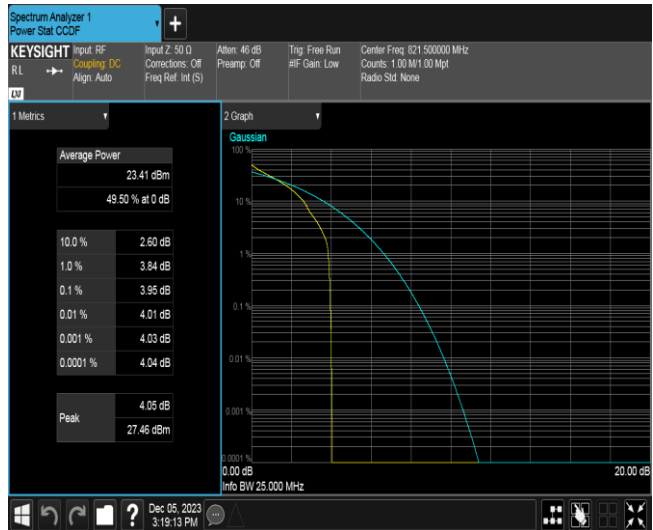 Spectrum Analyzer 1
Power Stat CCDF
+
KEYSIGHT
RL
LXI
Input: RF
Coupling: DC
Align: Auto
Input Z: 50 Ω
Corrections: Off
Freq Ref: Int (S)
Atten: 46 dB
Preamp: Off
Trig: Free Run
#IF Gain: Low
Center Freq: 821.500000 MHz
Counts: 1.00 M/1.00 Mpt
Radio Std: None
1 Metrics
Average Power
23.41 dBm
49.50 % at 0 dB
10.0 % 2.60 dB
1.0 % 3.84 dB
0.1 % 3.95 dB
0.01 % 4.01 dB
0.001 % 4.03 dB
0.0001 % 4.04 dB
Peak
4.05 dB
27.46 dBm
2 Graph
Gaussian
100 %
10 %
1 %
0.1 %
0.01 %
0.001 %
0.0001 %
0.00 dB
20.00 dB
Info BW 25.000 MHz
?
Dec 05, 2023
3:19:13 PM